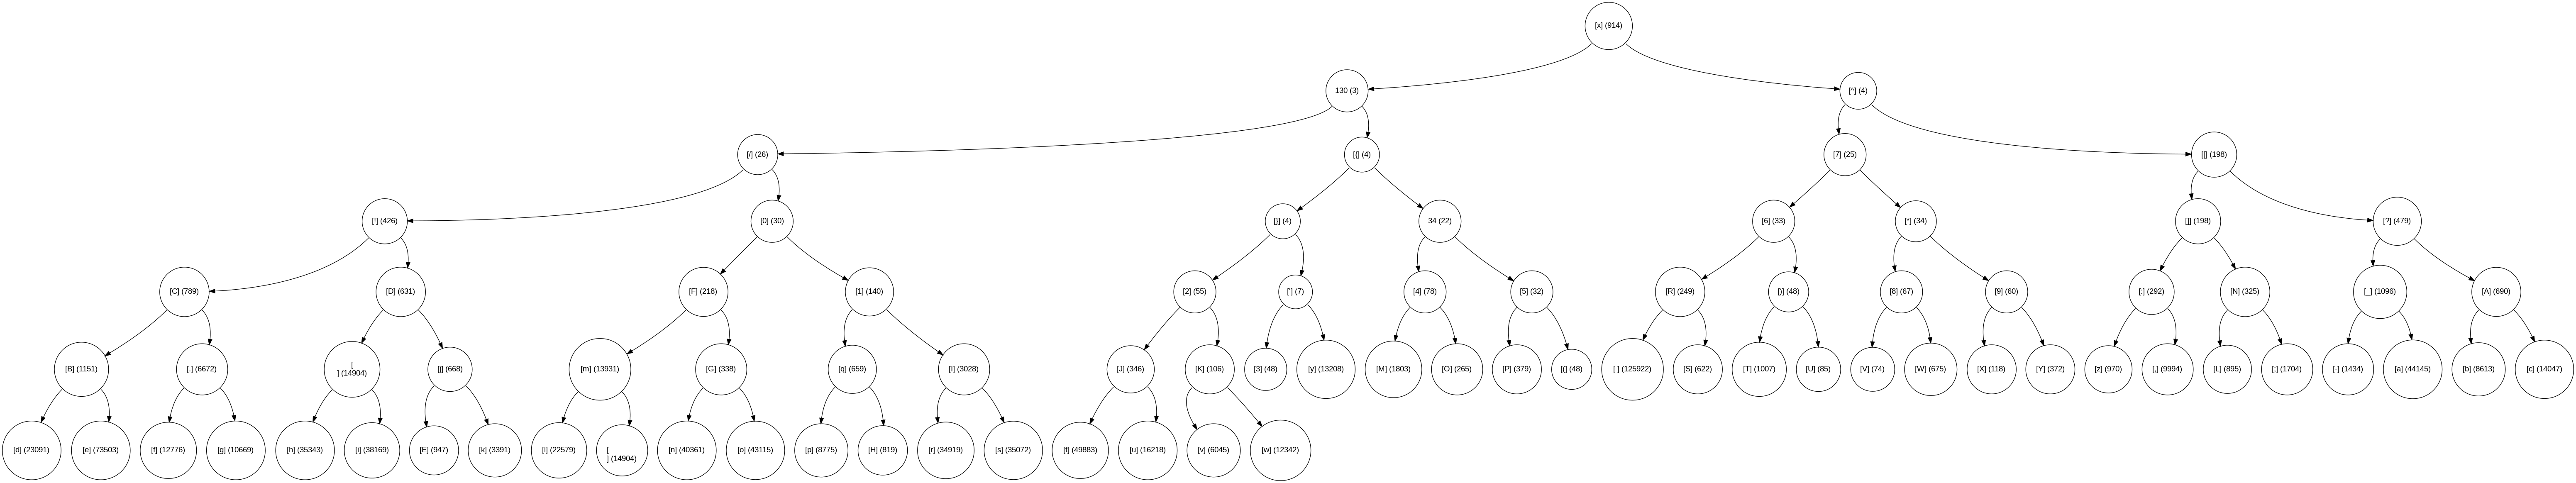 [x] (914)
130 (3)
[^] (4)
[/] (26)
[{] (4)
[7] (25)
[[] (198)
[!] (426)
[0] (30)
[}] (4)
34 (22)
[6] (33)
[*] (34)
[]] (198)
[?] (479)
[C] (789)
[D] (631)
[F] (218)
[1] (140)
[2] (55)
['] (7)
[4] (78)
[5] (32)
[R] (249)
[)] (48)
[8] (67)
[9] (60)
[:] (292)
[N] (325)
[_] (1096)
[A] (690)
[B] (1151)
[.] (6672)
[
] (14904)
[j] (668)
[m] (13931)
[G] (338)
[q] (659)
[I] (3028)
[J] (346)
[K] (106)
[3] (48)
[y] (13208)
[M] (1803)
[O] (265)
[P] (379)
[(] (48)
[ ] (125922)
[S] (622)
[T] (1007)
[U] (85)
[V] (74)
[W] (675)
[X] (118)
[Y] (372)
[z] (970)
[,] (9994)
[L] (895)
[;] (1704)
[-] (1434)
[a] (44145)
[b] (8613)
[c] (14047)
[d] (23091)
[e] (73503)
[f] (12776)
[g] (10669)
[h] (35343)
[i] (38169)
[E] (947)
[k] (3391)
[l] (22579)
[
] (14904)
[n] (40361)
[o] (43115)
[p] (8775)
[H] (819)
[r] (34919)
[s] (35072)
[t] (49883)
[u] (16218)
[v] (6045)
[w] (12342)